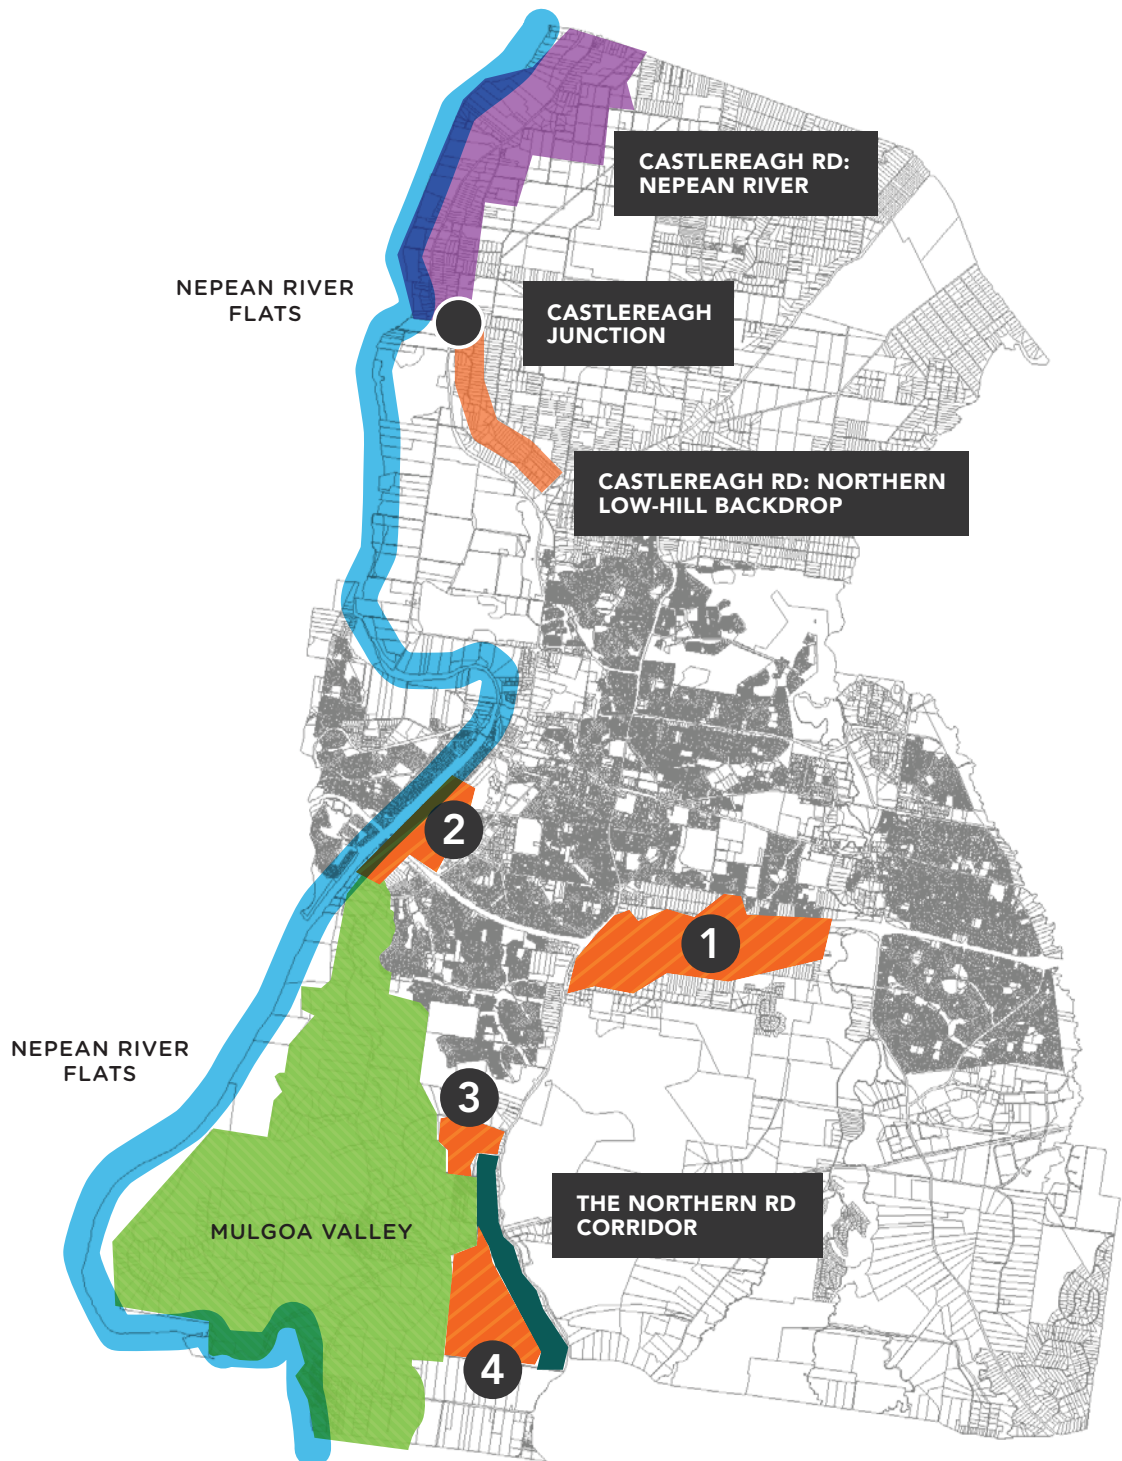 CASTLEREAGH RD:
NEPEAN RIVER
NEPEAN RIVER
FLATS
CASTLEREAGH
JUNCTION
CASTLEREAGH RD: NORTHERN
LOW-HILL BACKDROP
2
1
NEPEAN RIVER
FLATS
3
THE NORTHERN RD
CORRIDOR
MULGOA VALLEY
4